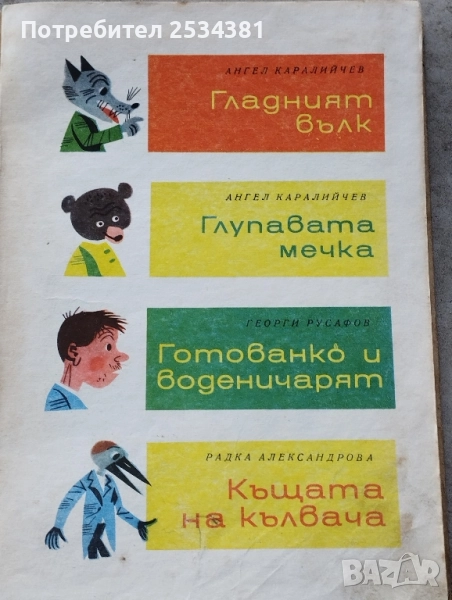 Потребител 2534381
АНГЕЛ КАРАЛИЙЧЕВ
Гладният
вълк
АНГЕЛ КАРАЛИЙЧЕВ
Глупавата
мечка
ГЕОРГИ РУСАФОВ
Готованко и
воденичарят
РАДКА АЛЕКСАНДРОВА
Къщата
на кълвача
BAZAR